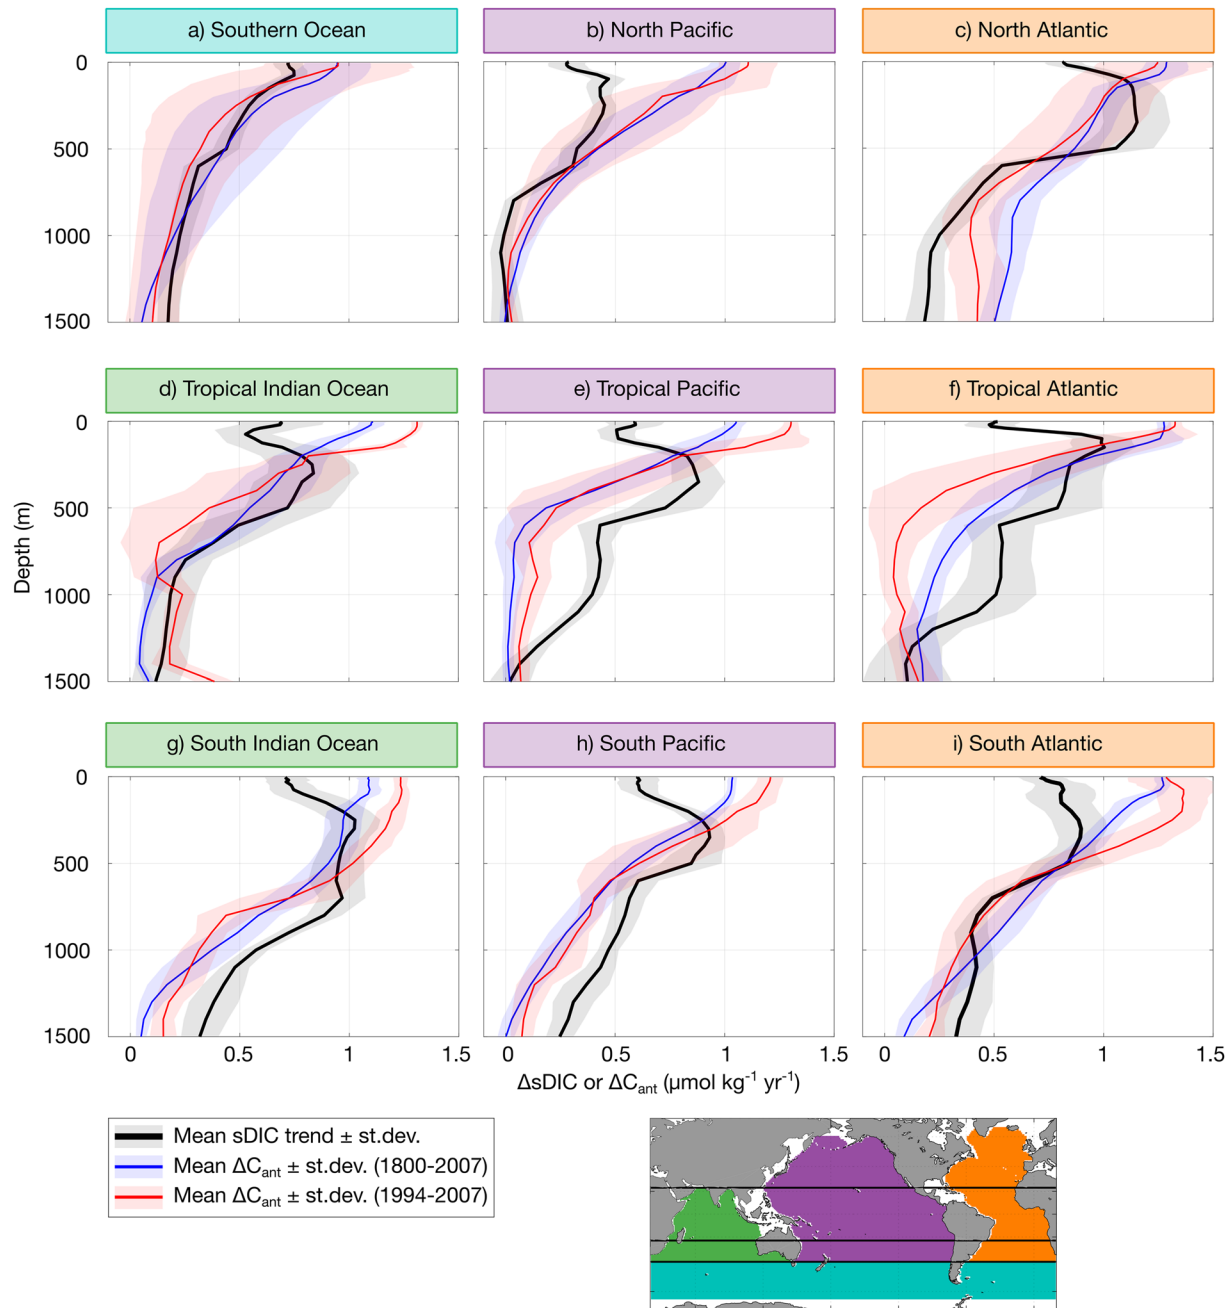 a) Southern Ocean
b) North Pacific
c) North Atlantic
0
500
1000
1500
d) Tropical Indian Ocean
e) Tropical Pacific
f) Tropical Atlantic
0
500
1000
1500
Depth (m)
g) South Indian Ocean
h) South Pacific
i) South Atlantic
0
500
1000
1500
0 0.5 1 1.5 0 0.5 1 1.5 0 0.5 1 1.5
ΔsDIC or ΔCant (μmol kg-1 yr-1)
Mean sDIC trend ± st.dev.
Mean ΔCant ± st.dev. (1800-2007)
Mean ΔCant ± st.dev. (1994-2007)